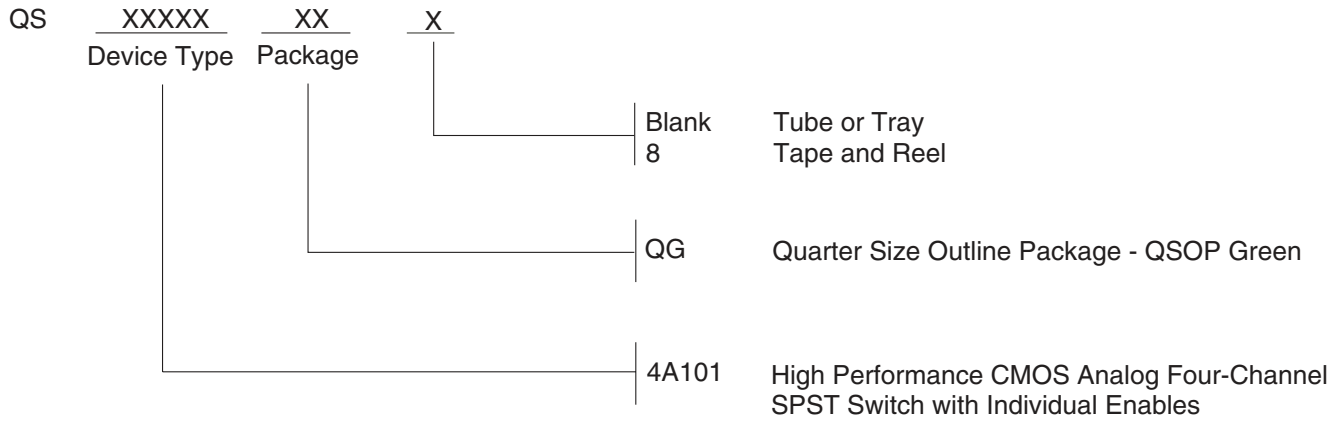 QS XXXXX XX X
Device Type Package
Blank Tube or Tray
8 Tape and Reel
QG Quarter Size Outline Package - QSOP Green
4A101 High Performance CMOS Analog Four-Channel
SPST Switch with Individual Enables